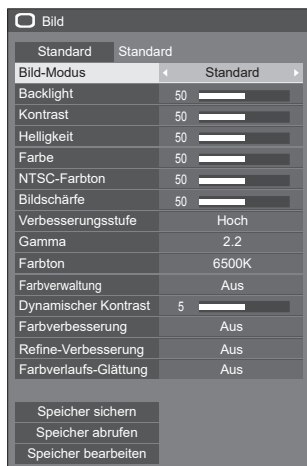 Bild
Standard Standard
Bild-Modus Standard
Backlight 50
Kontrast 50
Helligkeit 50
Farbe 50
NTSC-Farbton 50
Bildschärfe 50
Verbesserungsstufe Hoch
Gamma 2.2
Farbton 6500K
Farbverwaltung Aus
Dynamischer Kontrast 5
Farbverbesserung Aus
Refine-Verbesserung Aus
Farbverlaufs-Glättung Aus
Speicher sichern
Speicher abrufen
Speicher bearbeiten